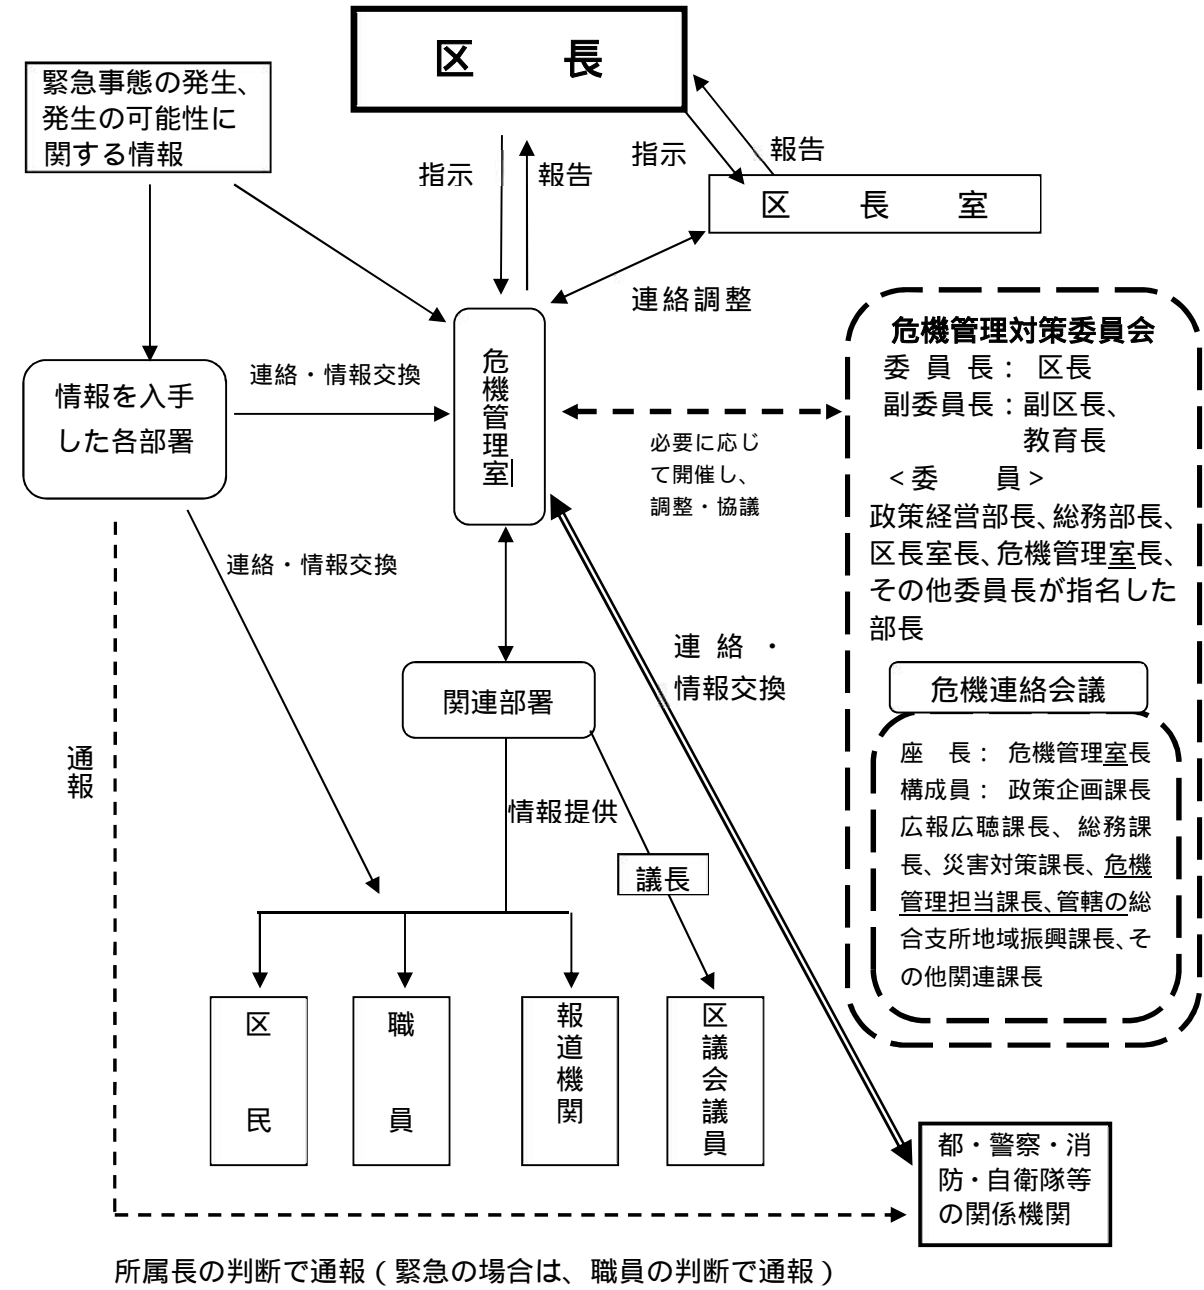 区 長
緊急事態の発生、
発生の可能性に
関する情報
指示
報告
指示
報告
区 長 室
連絡調整
危機管理室
情報を入手
した各部署
連絡・情報交換
必要に応じ
て開催し、
調整・協議
危機管理対策委員会
委 員 長： 区長
副委員長：副区長、
教育長
＜委 員＞
政策経営部長、総務部長、
区長室長、危機管理室長、
その他委員長が指名した
部長
危機連絡会議
座 長： 危機管理室長
構成員： 政策企画課長
広報広聴課長、総務課
長、災害対策課長、危機
管理担当課長、管轄の総
合支所地域振興課長、そ
の他関連課長
連絡・情報交換
連 絡 ・
情報交換
関連部署
通報
情報提供
議長
区民
職員
報道機関
区議会議員
都・警察・消
防・自衛隊等
の関係機関
所属長の判断で通報（緊急の場合は、職員の判断で通報）